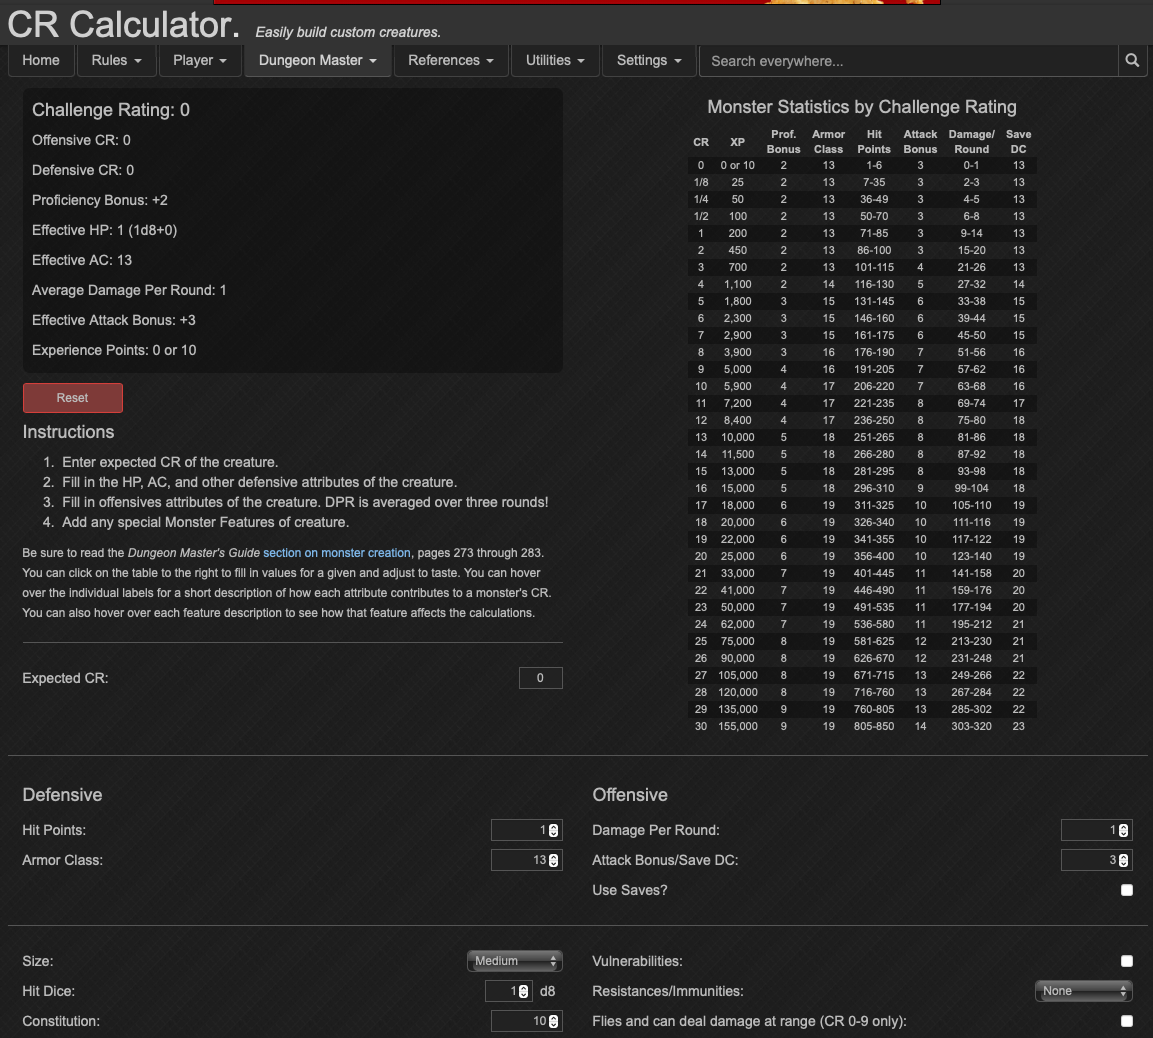 CR Calculator. Easily build custom creatures.
Home Rules Player Dungeon Master References Utilities Settings Search everywhere...
Challenge Rating: 0
Offensive CR: 0
Defensive CR: 0
Proficiency Bonus: +2
Effective HP: 1 (1d8+0)
Effective AC: 13
Average Damage Per Round: 1
Effective Attack Bonus: +3
Experience Points: 0 or 10
Reset
Instructions
1. Enter expected CR of the creature.
2. Fill in the HP, AC, and other defensive attributes of the creature.
3. Fill in offensives attributes of the creature. DPR is averaged over three rounds!
4. Add any special Monster Features of creature.
Be sure to read the Dungeon Master's Guide section on monster creation, pages 273 through 283.
You can click on the table to the right to fill in values for a given and adjust to taste. You can hover
over the individual labels for a short description of how each attribute contributes to a monster's CR.
You can also hover over each feature description to see how that feature affects the calculations.
Expected CR: 0
Monster Statistics by Challenge Rating
CR XP Prof. Bonus Armor Class Hit Points Attack Bonus Damage/ Round Save DC
0 0 or 10 2 13 1-6 3 0-1 13
1/8 25 2 13 7-35 3 2-3 13
1/4 50 2 13 36-49 3 4-5 13
1/2 100 2 13 50-70 3 6-8 13
1 200 2 13 71-85 3 9-14 13
2 450 2 13 86-100 3 15-20 13
3 700 2 13 101-115 4 21-26 13
4 1,100 2 14 116-130 5 27-32 14
5 1,800 3 15 131-145 6 33-38 15
6 2,300 3 15 146-160 6 39-44 15
7 2,900 3 15 161-175 6 45-50 15
8 3,900 3 16 176-190 7 51-56 16
9 5,000 4 16 191-205 7 57-62 16
10 5,900 4 17 206-220 7 63-68 16
11 7,200 4 17 221-235 8 69-74 17
12 8,400 4 17 236-250 8 75-80 18
13 10,000 5 18 251-265 8 81-86 18
14 11,500 5 18 266-280 8 87-92 18
15 13,000 5 18 281-295 8 93-98 18
16 15,000 5 18 296-310 9 99-104 18
17 18,000 6 19 311-325 10 105-110 19
18 20,000 6 19 326-340 10 111-116 19
19 22,000 6 19 341-355 10 117-122 19
20 25,000 6 19 356-400 10 123-140 19
21 33,000 7 19 401-445 11 141-158 20
22 41,000 7 19 446-490 11 159-176 20
23 50,000 7 19 491-535 11 177-194 20
24 62,000 7 19 536-580 11 195-212 21
25 75,000 8 19 581-625 12 213-230 21
26 90,000 8 19 626-670 12 231-248 21
27 105,000 8 19 671-715 13 249-266 22
28 120,000 8 19 716-760 13 267-284 22
29 135,000 9 19 760-805 13 285-302 22
30 155,000 9 19 805-850 14 303-320 23
Defensive
Hit Points: 1
Armor Class: 13
Offensive
Damage Per Round: 1
Attack Bonus/Save DC: 3
Use Saves?
Size: Medium
Hit Dice: 1 d8
Constitution: 10
Vulnerabilities:
Resistances/Immunities: None
Flies and can deal damage at range (CR 0-9 only):